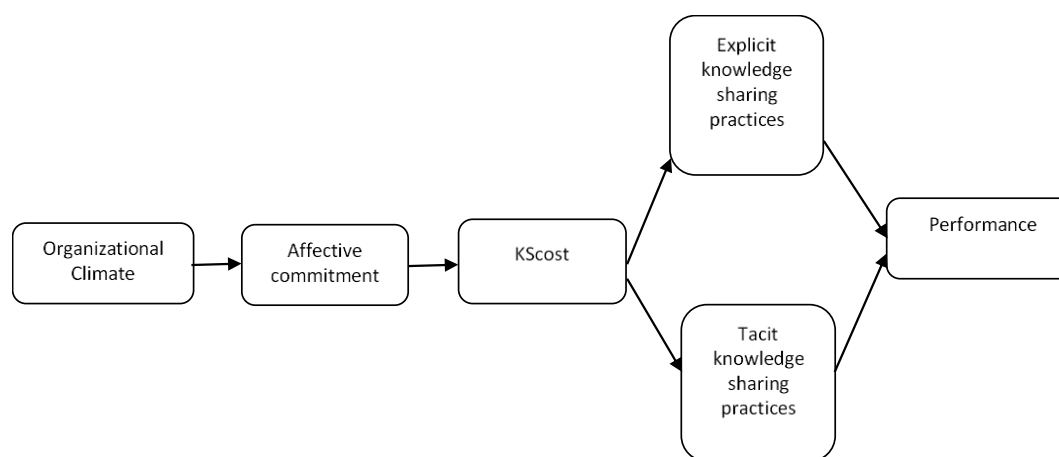 Organizational
Climate
Affective
commitment
KScost
Explicit
knowledge
sharing
practices
Tacit
knowledge
sharing
practices
Performance